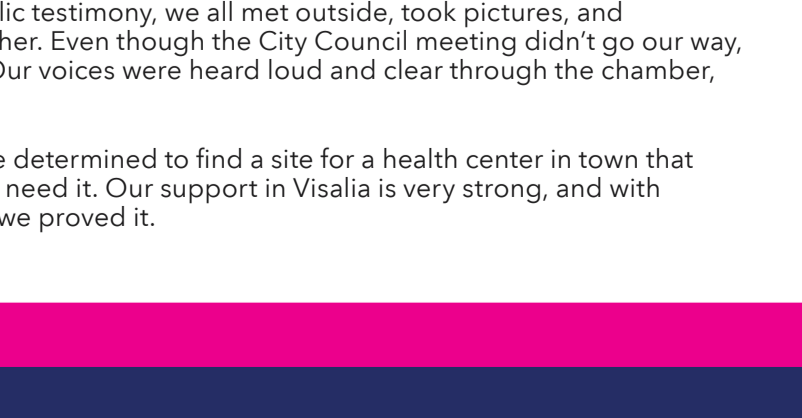 lic testimony, we all met outside, took pictures, and
her. Even though the City Council meeting didn’t go our way,
Our voices were heard loud and clear through the chamber,
e determined to find a site for a health center in town that
need it. Our support in Visalia is very strong, and with
we proved it.